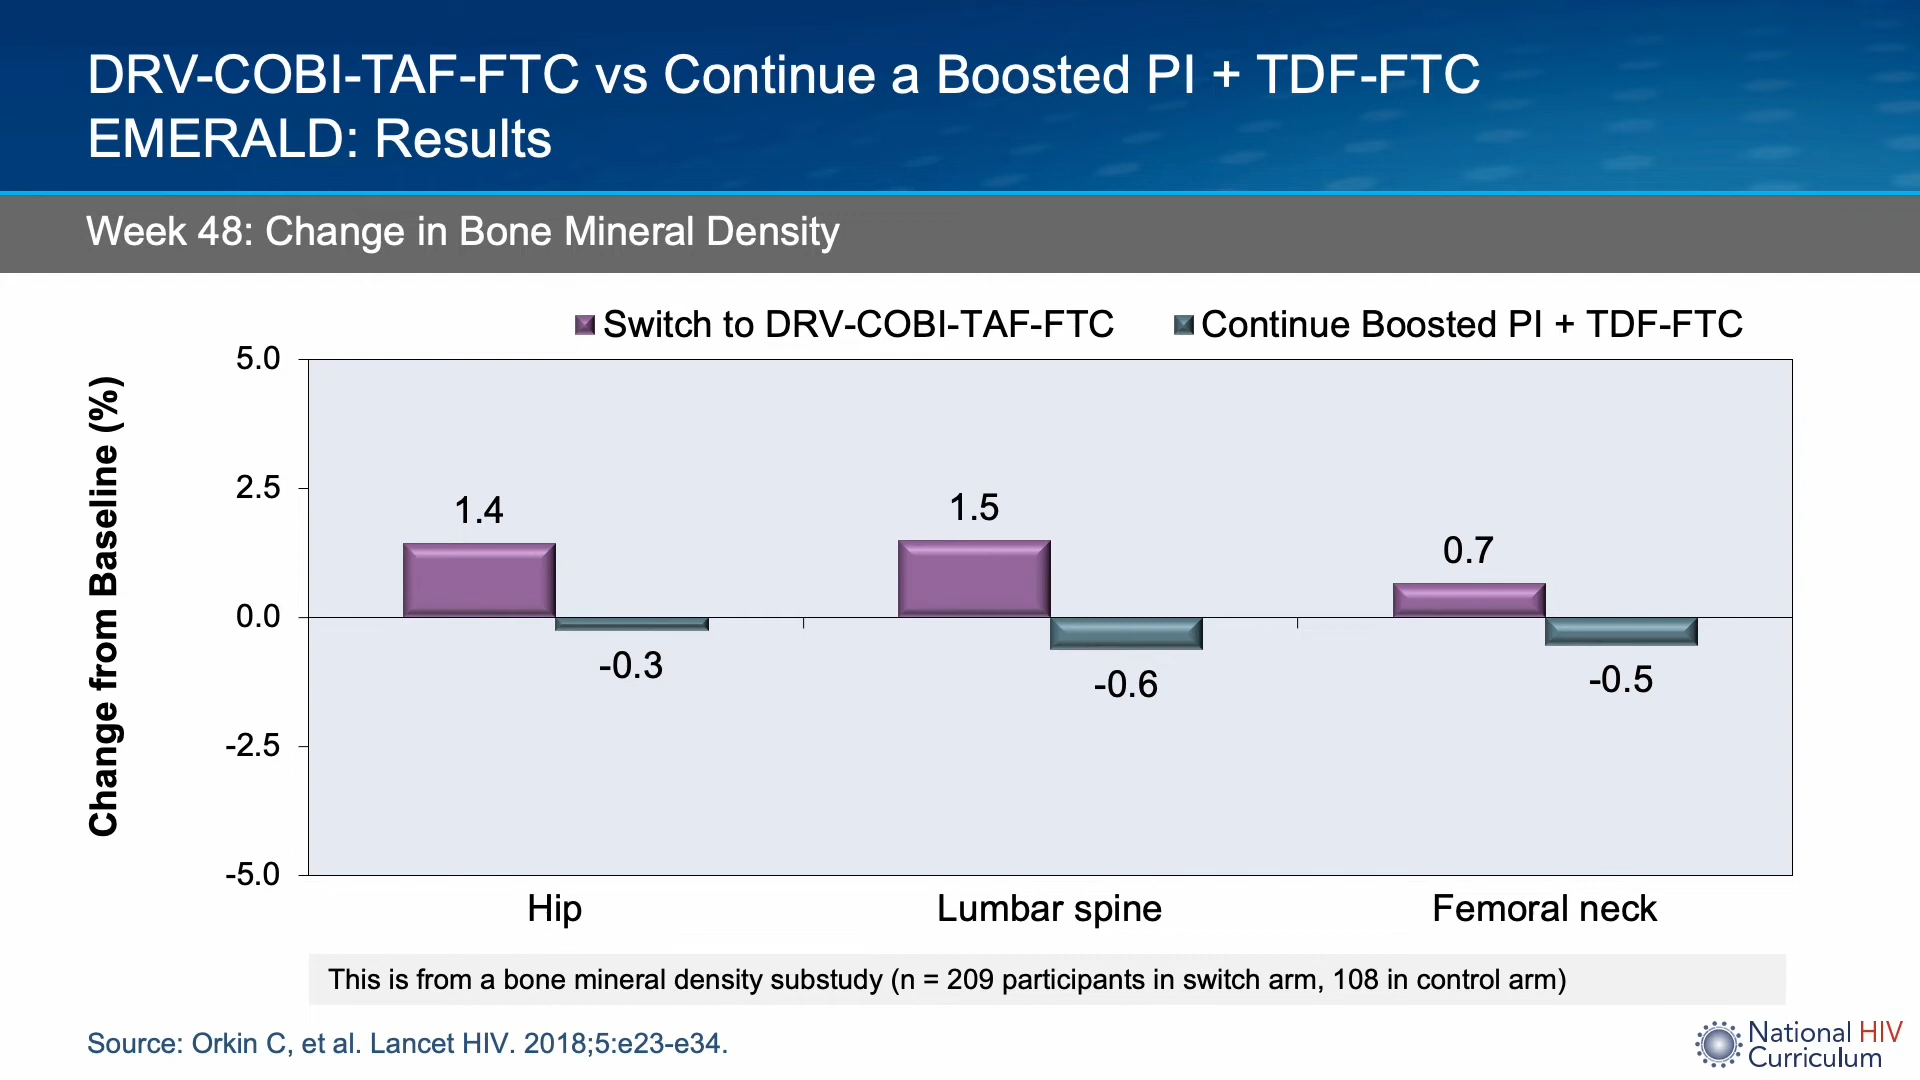 DRV-COBI-TAF-FTC vs Continue a Boosted PI + TDF-FTC
EMERALD: Results
Week 48: Change in Bone Mineral Density
Switch to DRV-COBI-TAF-FTC
Continue Boosted PI + TDF-FTC
Change from Baseline (%)
5.0
2.5
0.0
-2.5
-5.0
1.4
-0.3
1.5
-0.6
0.7
-0.5
Hip
Lumbar spine
Femoral neck
This is from a bone mineral density substudy (n = 209 participants in switch arm, 108 in control arm)
Source: Orkin C, et al. Lancet HIV. 2018;5:e23-e34.
National HIV
Curriculum